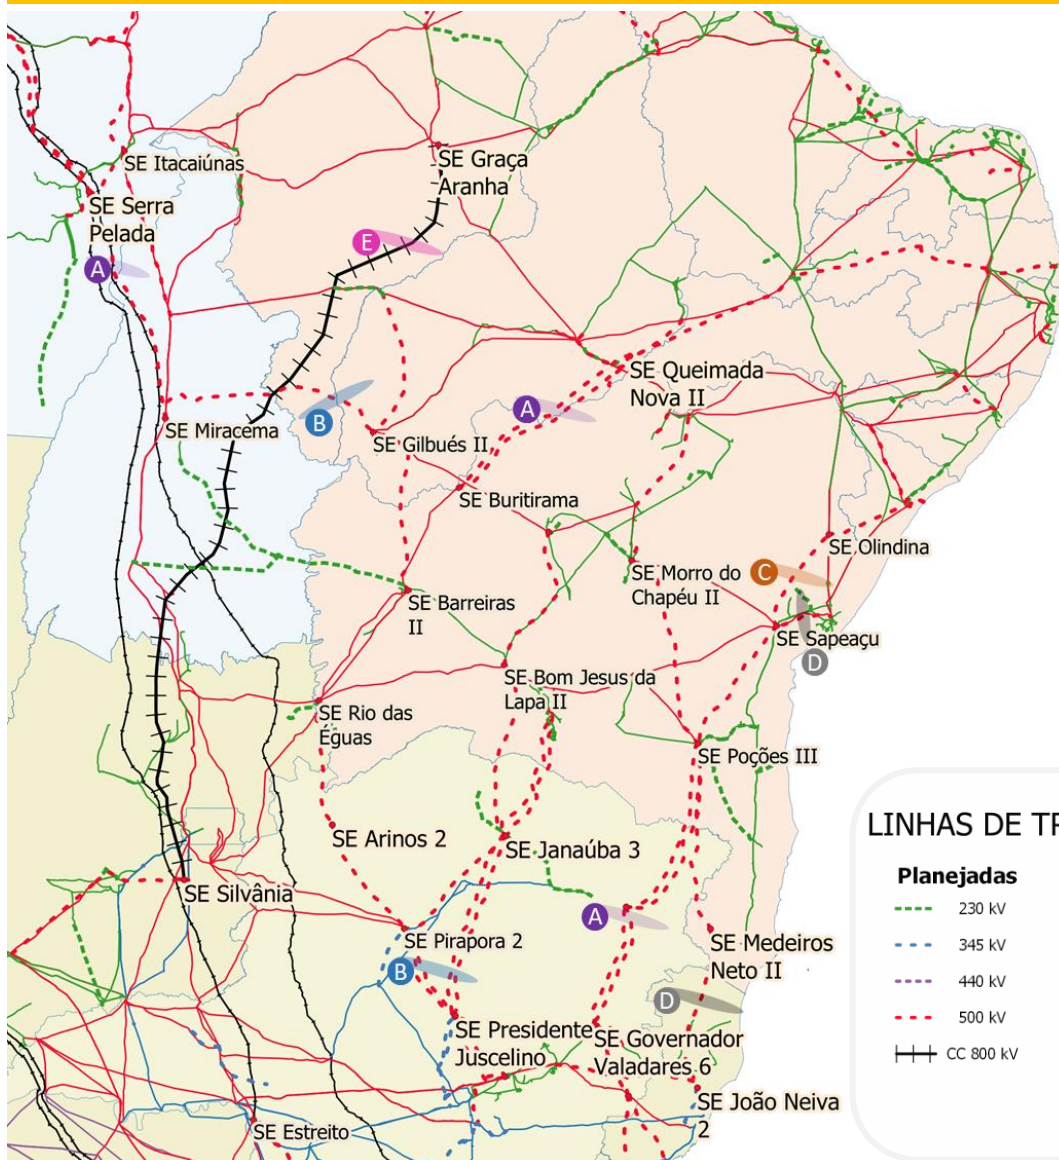 SE Itacaiúnas
SE Graça
Aranha
SE Serra
Pelada
E
A
SE Queimada
Nova II
B
A
SE Miracema
SE Gilbués II
SE Buritirama
SE Olindina
C
SE Morro do
Chapéu II
SE Barreiras
II
SE Sapeaçu
D
SE Bom Jesus da
Lapa II
SE Rio das
Éguas
SE Poções III
SE Arinos 2
SE Janaúba 3
SE Silvânia
A
SE Pirapora 2
SE Medeiros
Neto II
B
D
SE Presidente
Juscelino
SE Governador
Valadares 6
SE João Neiva
2
SE Estreito
LINHAS DE TR
Planejadas
230 kV
345 kV
440 kV
500 kV
CC 800 kV